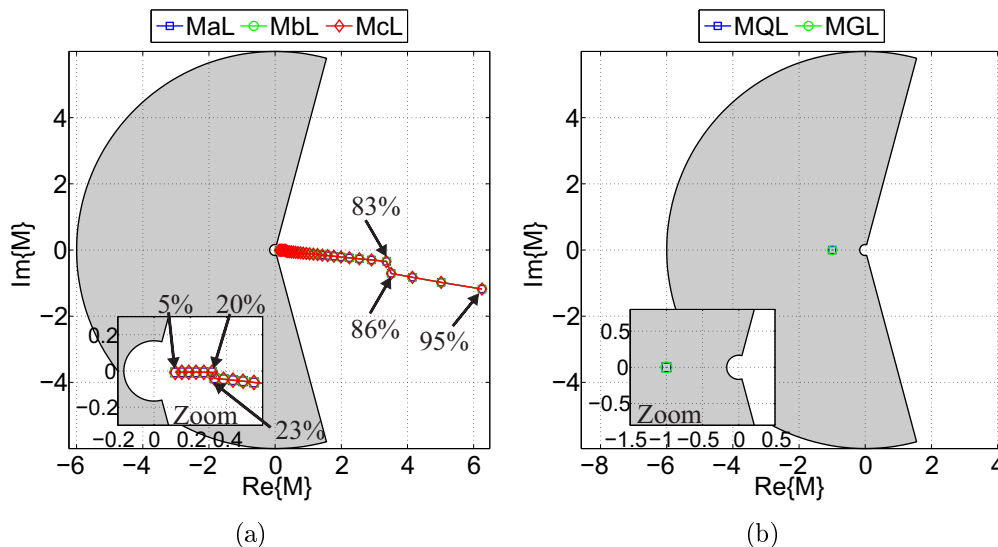 MaL MbL McL
Im{M}
4
2
0
−2
−4
83%
86%
95%
5% 20%
0.2
0
−0.2
−0.2 0 0.2 0.4
Zoom
23%
−6 −4 −2 0 2 4 6
Re{M}
(a)
MQL MGL
Im{M}
4
2
0
−2
−4
0.5
0
−0.5
Zoom
−1.5 −1 −0.5 0 0.5
−8 −6 −4 −2 0 2 4
Re{M}
(b)